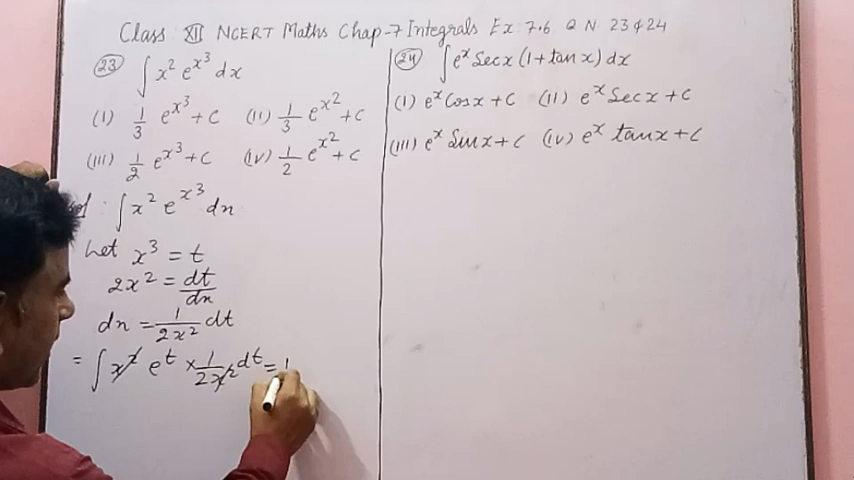 Class XII NCERT Maths Chap-7 Integrals Ex 7.6 Q N 23 & 24
(23) ∫ x² e^x³ dx
(I) 1/3 e^x³ + C (II) 1/3 e^x² + C
(III) 1/2 e^x³ + C (IV) 1/2 e^x² + C
: ∫ x² e^x³ dx
Let x³ = t
2x² = dt/dx
dx = 1/2x² dt
= ∫ x² e^t × 1/2x² dt = 1
(24) ∫ e^x Sec x (1 + tan x) dx
(I) e^x Cos x + C (II) e^x Sec x + C
(III) e^x Sin x + C (IV) e^x tan x + C